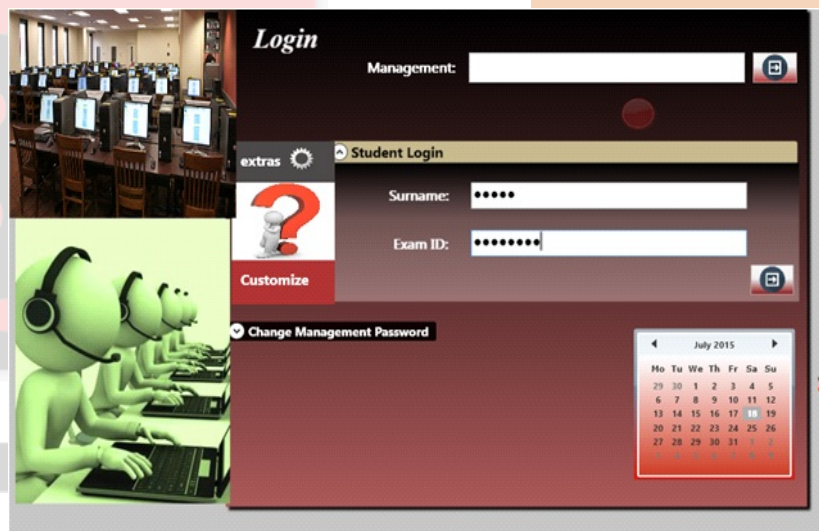 Login
Management:
extras
Student Login
Surname: •••••
Exam ID: ••••••••
Customize
Change Management Password
July 2015
Mo Tu We Th Fr Sa Su
29 30 1 2 3 4 5
6 7 8 9 10 11 12
13 14 15 16 17 18 19
20 21 22 23 24 25 26
27 28 29 30 31 1 2